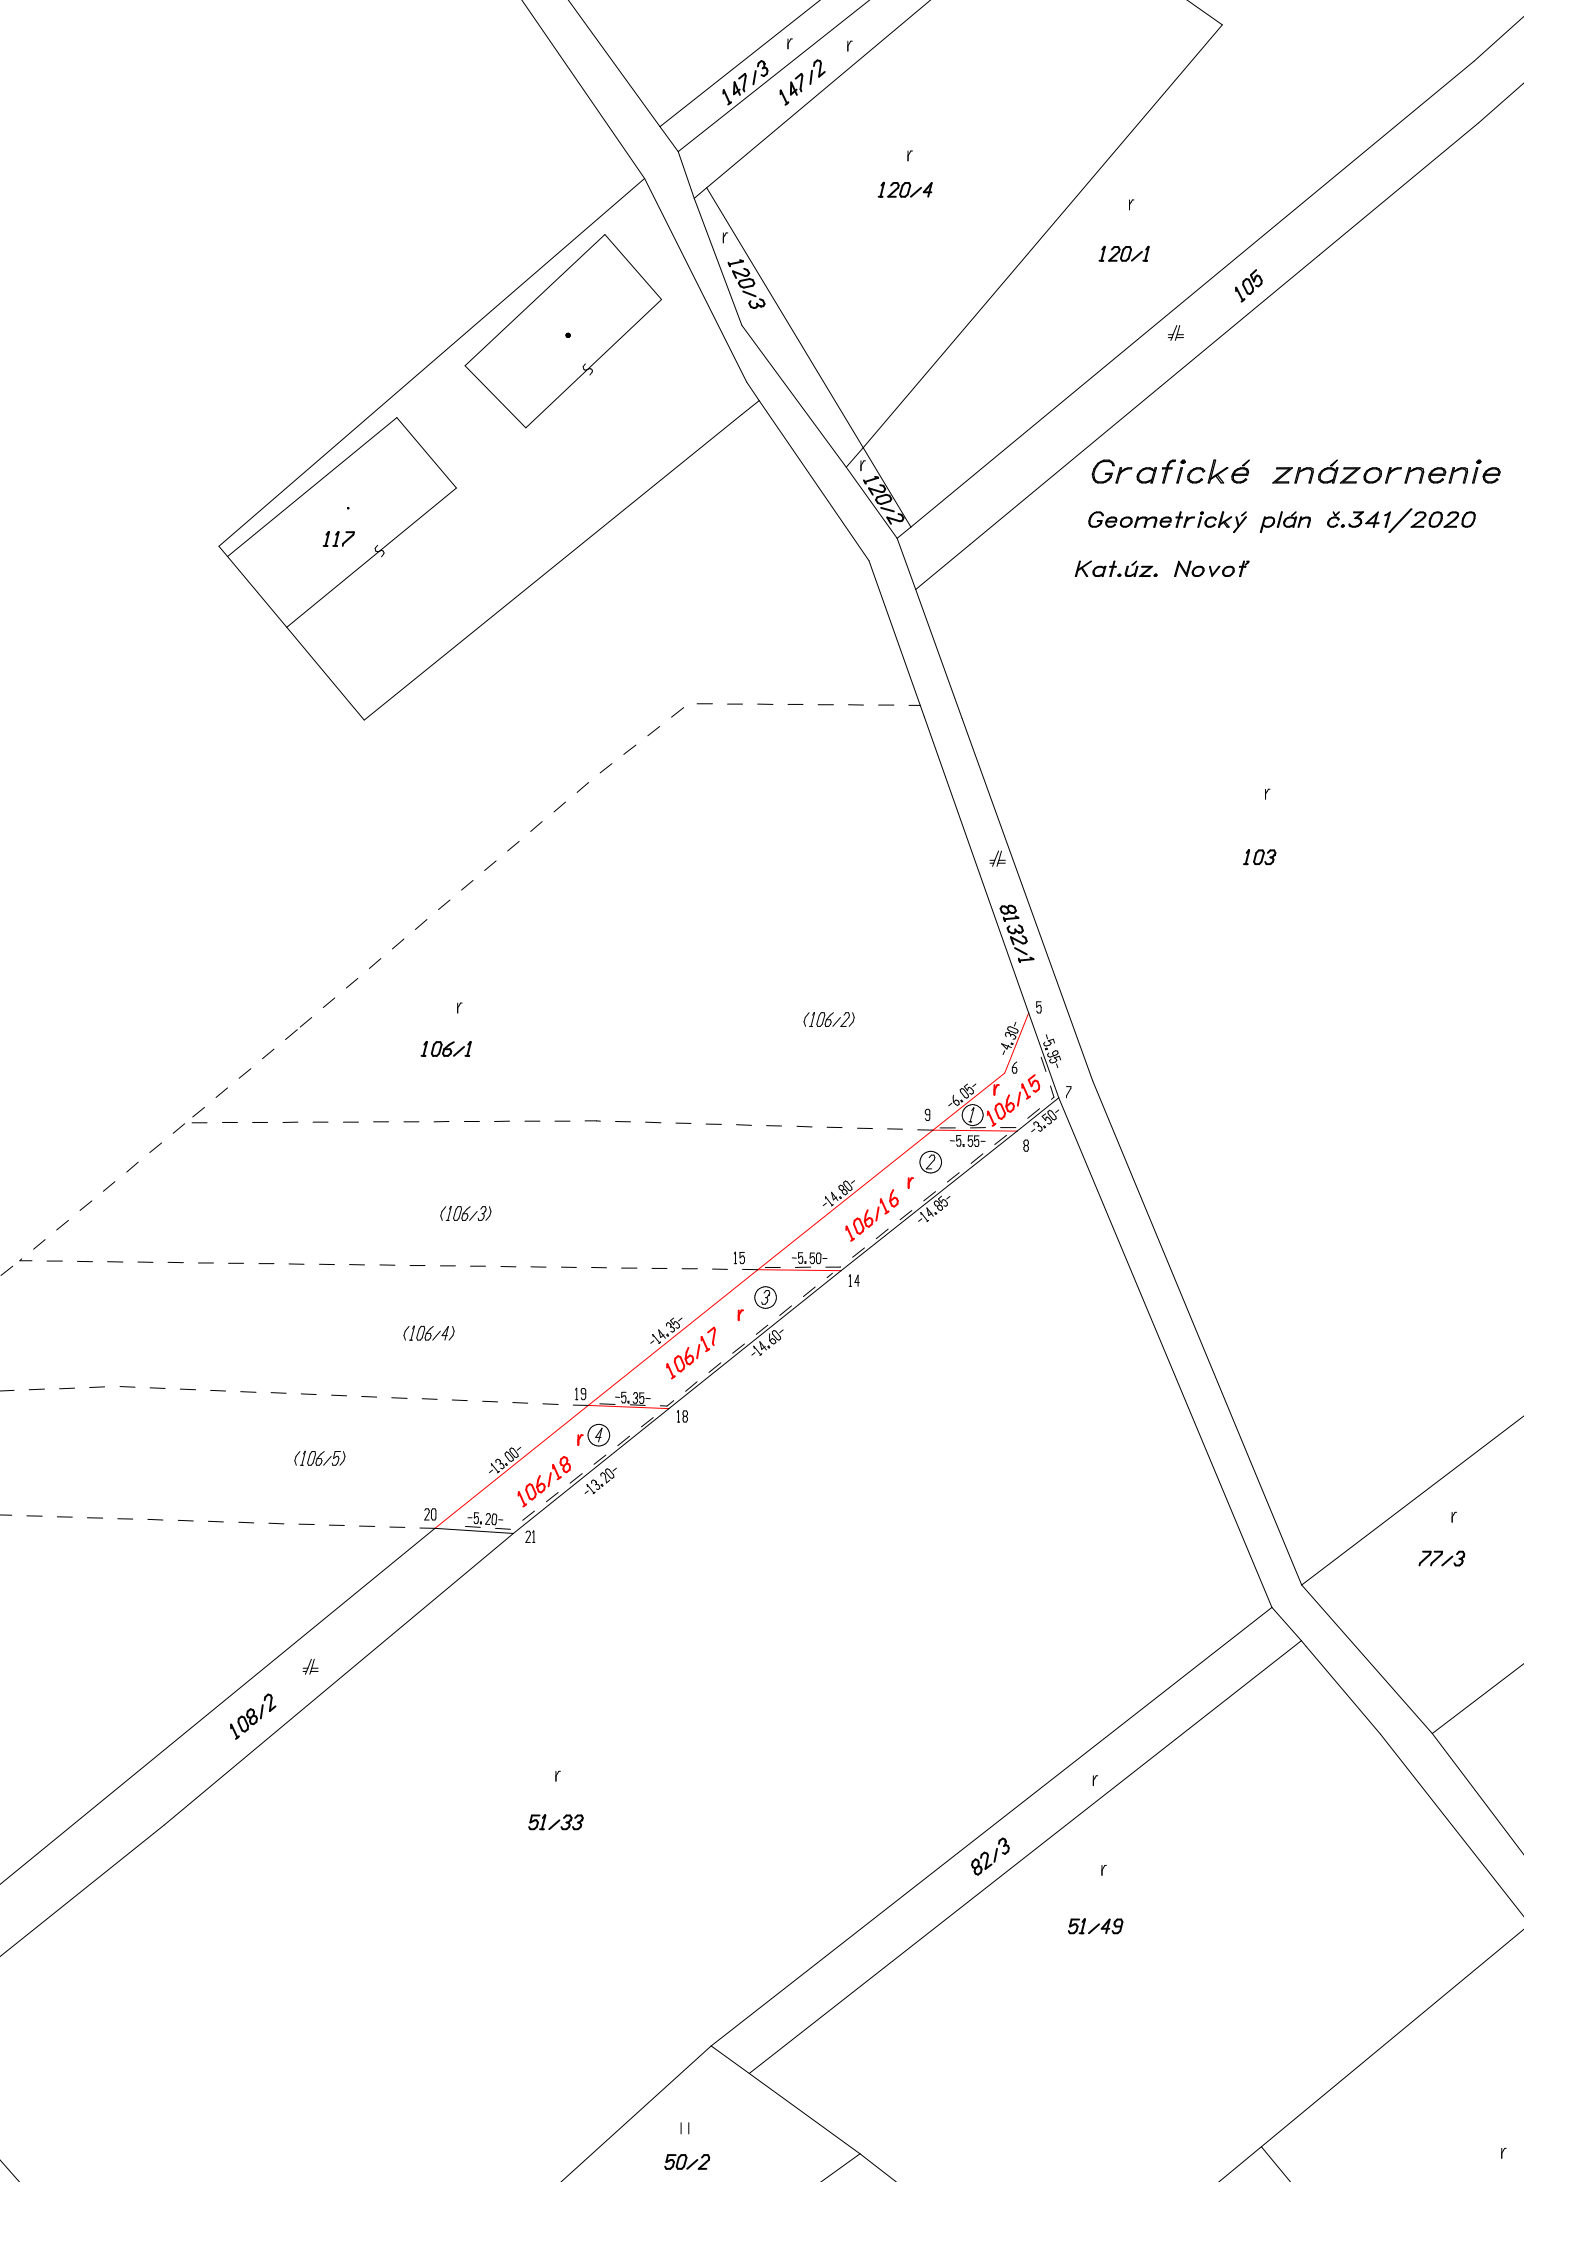 r
r
147/3
147/2
r
120/4
r
120/1
r
120/3
105
r
120/2
Grafické znázornenie
Geometrický plán č.341/2020
Kat.úz. Novoť
117
r
103
8132/1
r
106/1
(106/2)
5
-4.30-
-5.95-
6
7
-6.05-
r
106/15
9
1
-3.50-
-5.55-
8
2
r
-14.80-
106/16
-14.85-
(106/3)
15
-5.50-
14
3
r
-14.35-
106/17
-14.60-
(106/4)
19
-5.35-
18
4
r
-13.00-
106/18
-13.20-
(106/5)
20
-5.20-
21
r
77/3
108/2
r
51/33
r
82/3
r
51/49
50/2
r